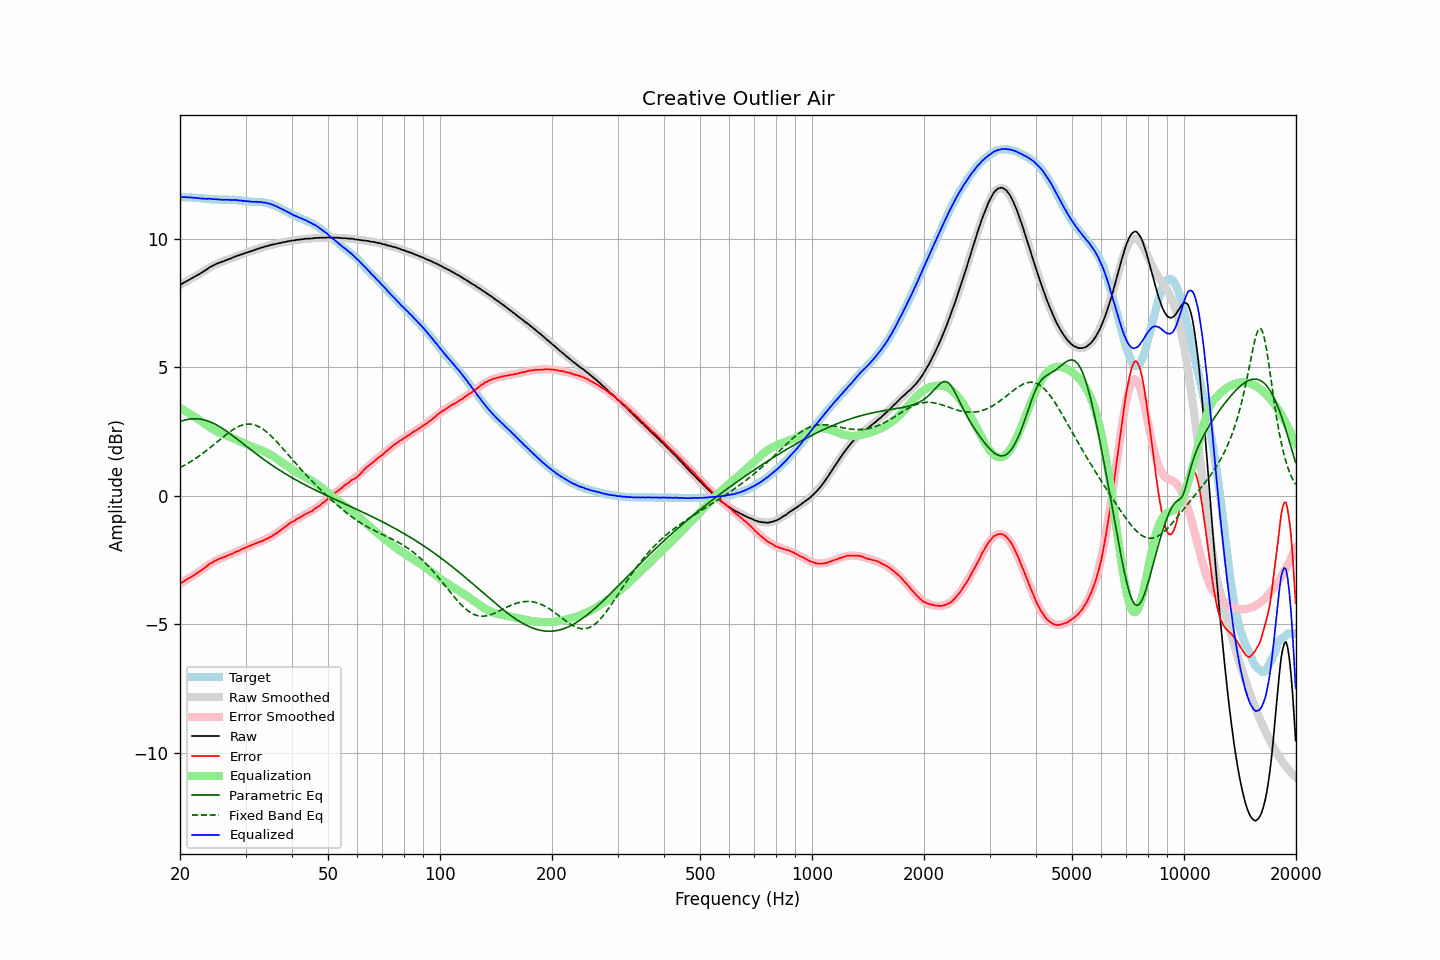 Creative Outlier Air
Amplitude (dBr)
10
5
0
−5
−10
Target
Raw Smoothed
Error Smoothed
Raw
Error
Equalization
Parametric Eq
Fixed Band Eq
Equalized
20 50 100 200 500 1000 2000 5000 10000 20000
Frequency (Hz)